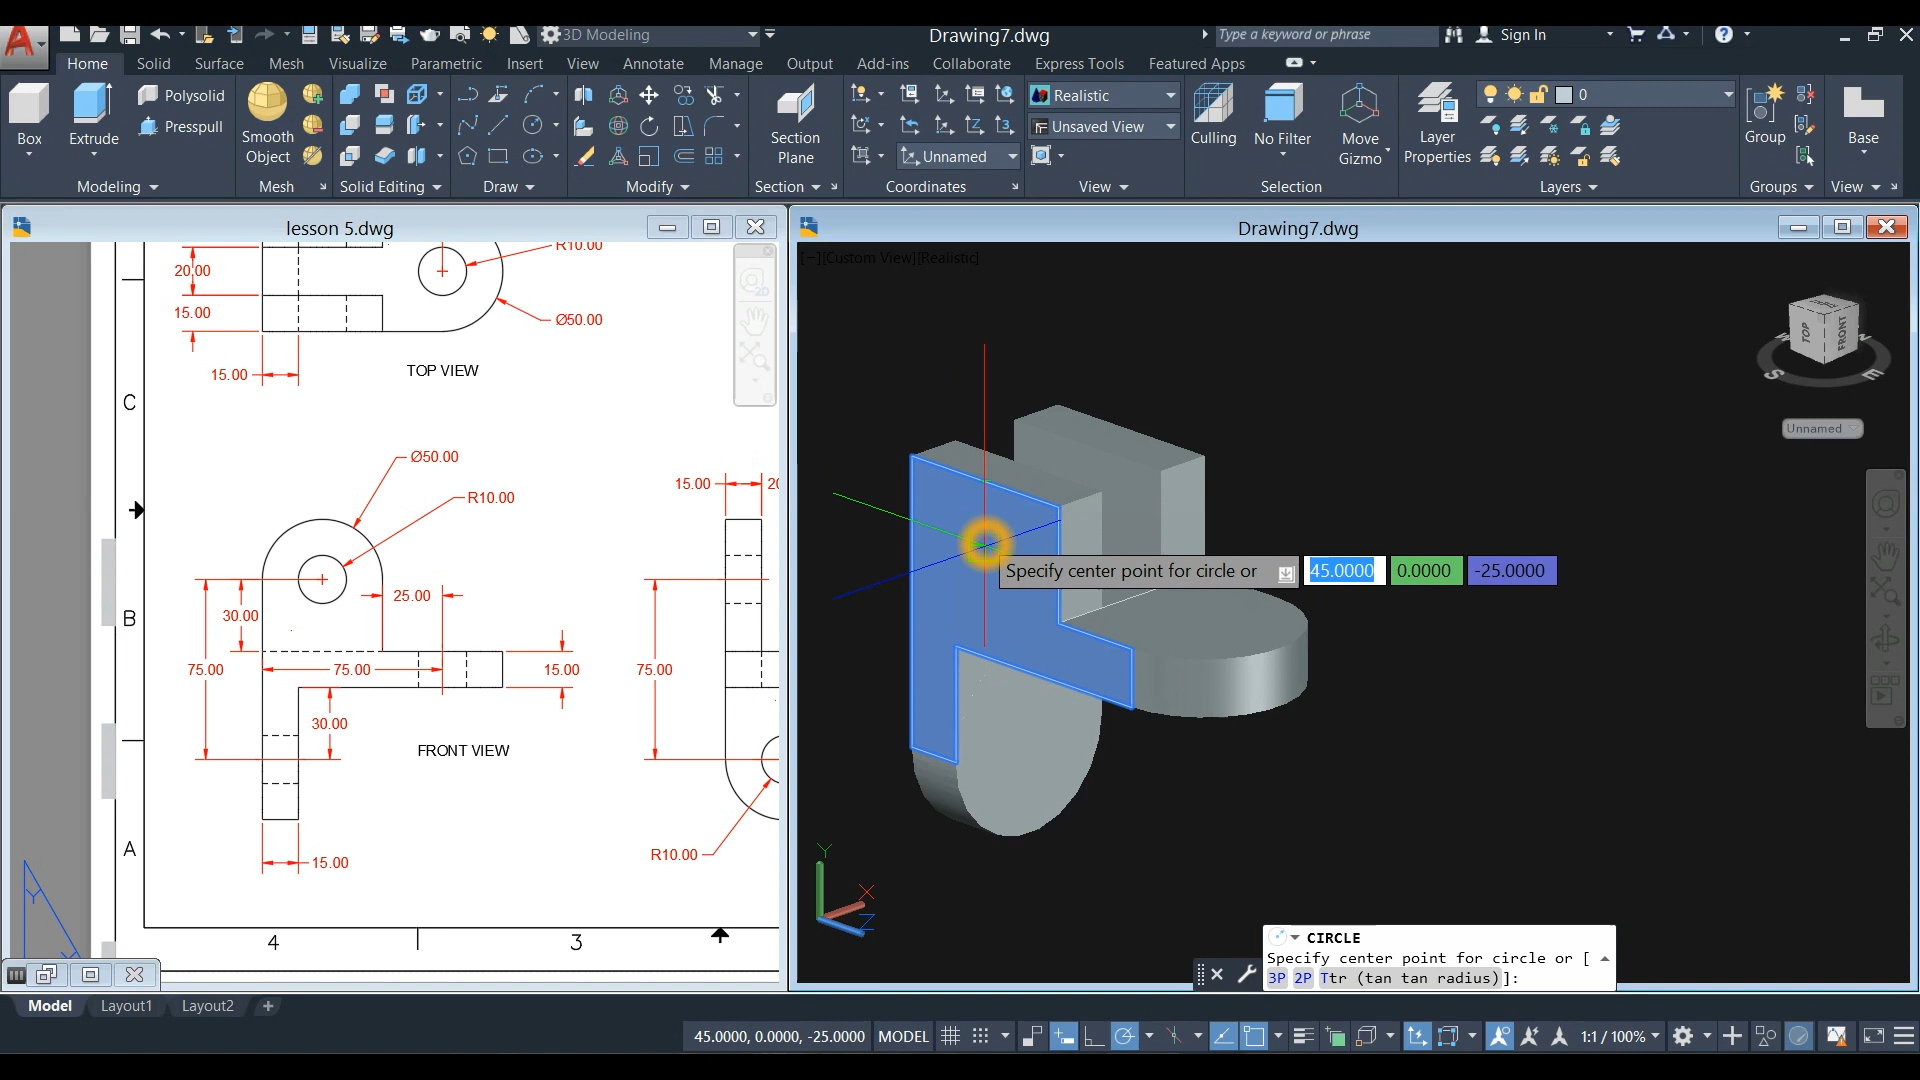 3D Modeling
Drawing7.dwg
Type a keyword or phrase
Sign In
Home
Solid
Surface
Mesh
Visualize
Parametric
Insert
View
Annotate
Manage
Output
Add-ins
Collaborate
Express Tools
Featured Apps
Box
Extrude
Polysolid
Presspull
Smooth Object
Section Plane
Unnamed
Realistic
Unsaved View
Culling
No Filter
Move Gizmo
Layer Properties
0
Group
Base
Modeling
Mesh
Solid Editing
Draw
Modify
Section
Coordinates
View
Selection
Layers
Groups
View
lesson 5.dwg
Drawing7.dwg
R10.00
20.00
15.00
Ø50.00
15.00
TOP VIEW
C
Ø50.00
R10.00
15.00
20
25.00
30.00
B
75.00
75.00
15.00
75.00
30.00
FRONT VIEW
A
R10.00
15.00
4
3
Y
[−][Custom View][Realistic]
TOP
FRONT
S
E
Unnamed
Specify center point for circle or
45.0000
0.0000
-25.0000
Y
X
Z
CIRCLE
Specify center point for circle or [
3P 2P Ttr (tan tan radius)]:
Model
Layout1
Layout2
45.0000, 0.0000, -25.0000
MODEL
1:1 / 100%